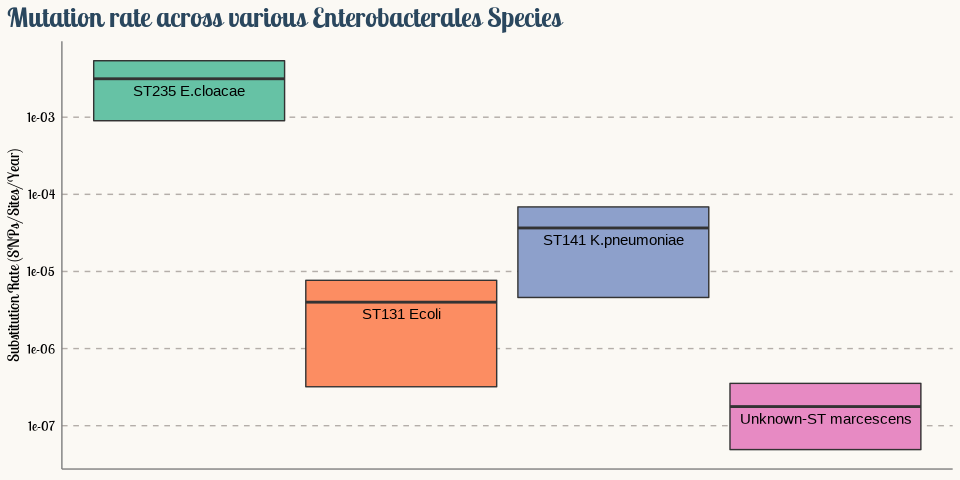 Mutation rate across various Enterobacterales Species
Substitution Rate (SNPs/Sites/Year)
1e-03
1e-04
1e-05
1e-06
1e-07
ST235 E.cloacae
ST131 Ecoli
ST141 K.pneumoniae
Unknown-ST marcescens